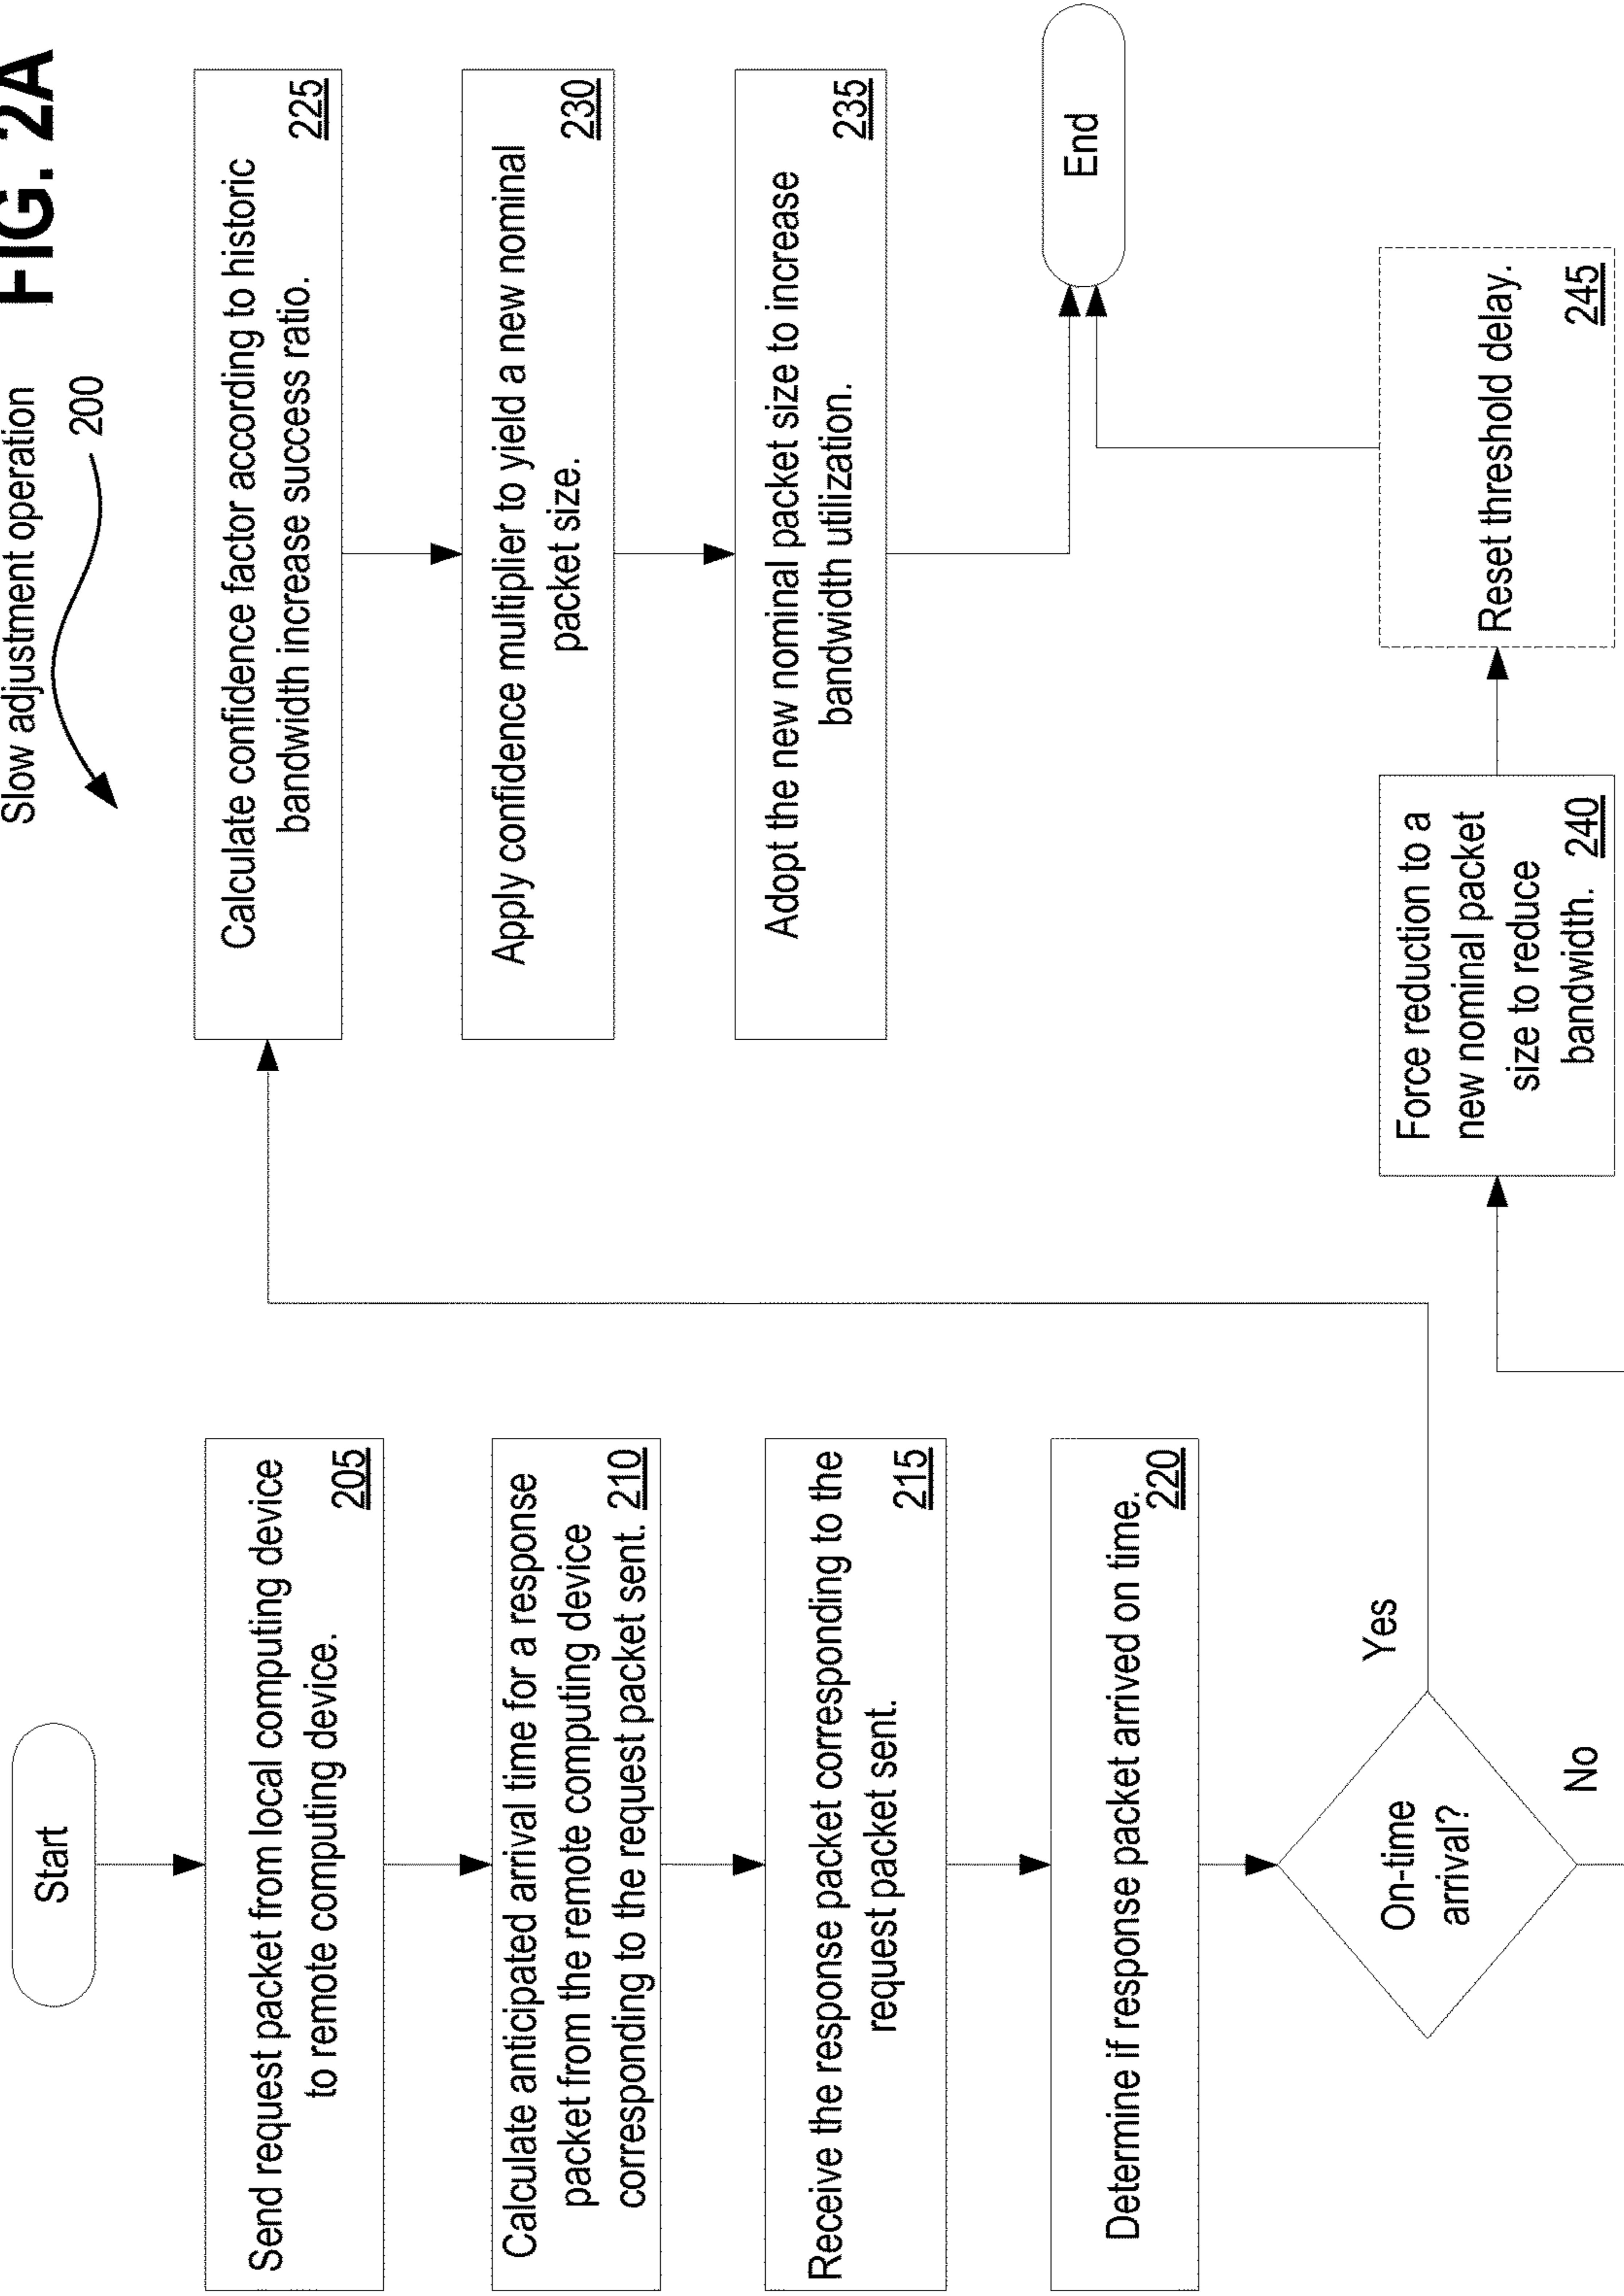 FIG. 2A
Slow adjustment operation
200
Start
Send request packet from local computing device
to remote computing device.
205
Calculate anticipated arrival time for a response
packet from the remote computing device
corresponding to the request packet sent. 210
Receive the response packet corresponding to the
request packet sent.
215
Determine if response packet arrived on time.
220
On-time
arrival?
Yes
No
Calculate confidence factor according to historic
bandwidth increase success ratio.
225
Apply confidence multiplier to yield a new nominal
packet size.
230
Adopt the new nominal packet size to increase
bandwidth utilization.
235
Force reduction to a
new nominal packet
size to reduce
bandwidth. 240
Reset threshold delay.
245
End